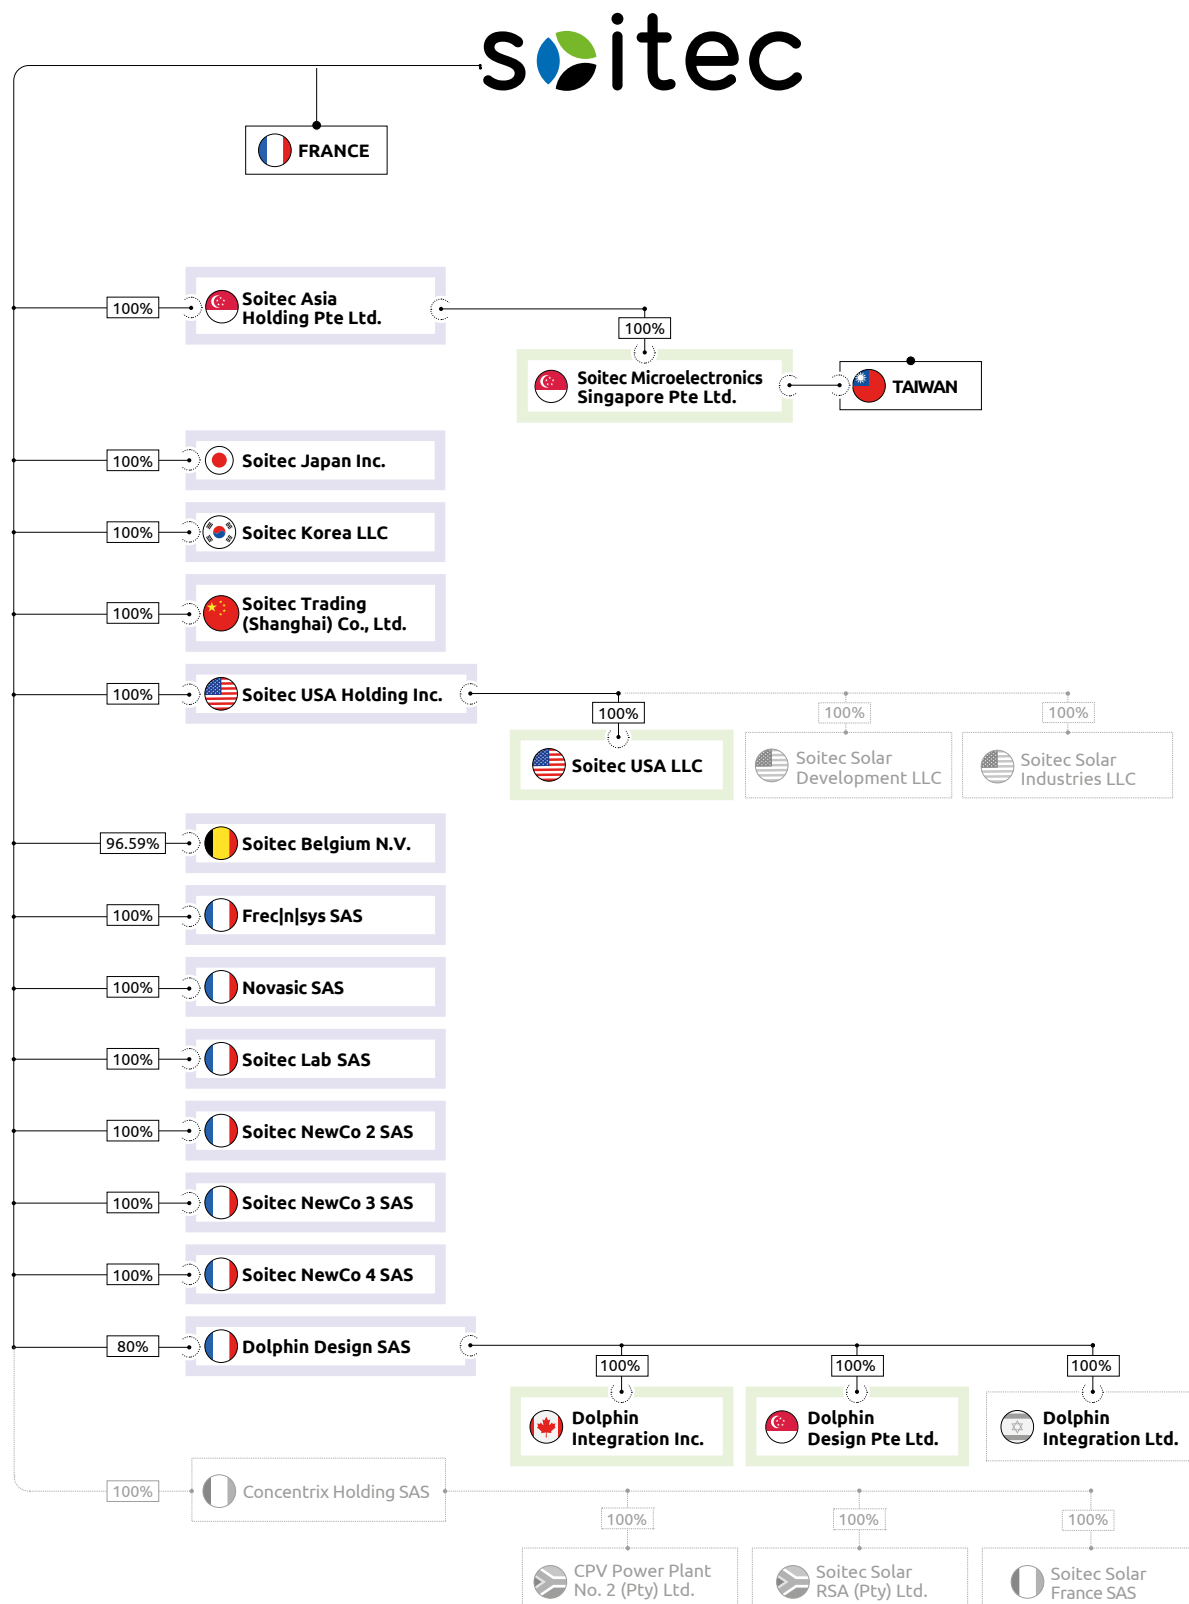 soitec
FRANCE
100%
Soitec Asia
Holding Pte Ltd.
100%
Soitec Microelectronics
Singapore Pte Ltd.
TAIWAN
100%
Soitec Japan Inc.
100%
Soitec Korea LLC
100%
Soitec Trading
(Shanghai) Co., Ltd.
100%
Soitec USA Holding Inc.
100%
100%
100%
Soitec USA LLC
Soitec Solar
Development LLC
Soitec Solar
Industries LLC
96.59%
Soitec Belgium N.V.
100%
Frec|n|sys SAS
100%
Novasic SAS
100%
Soitec Lab SAS
100%
Soitec NewCo 2 SAS
100%
Soitec NewCo 3 SAS
100%
Soitec NewCo 4 SAS
80%
Dolphin Design SAS
100%
100%
100%
Dolphin
Integration Inc.
Dolphin
Design Pte Ltd.
Dolphin
Integration Ltd.
100%
Concentrix Holding SAS
100%
100%
100%
CPV Power Plant
No. 2 (Pty) Ltd.
Soitec Solar
RSA (Pty) Ltd.
Soitec Solar
France SAS